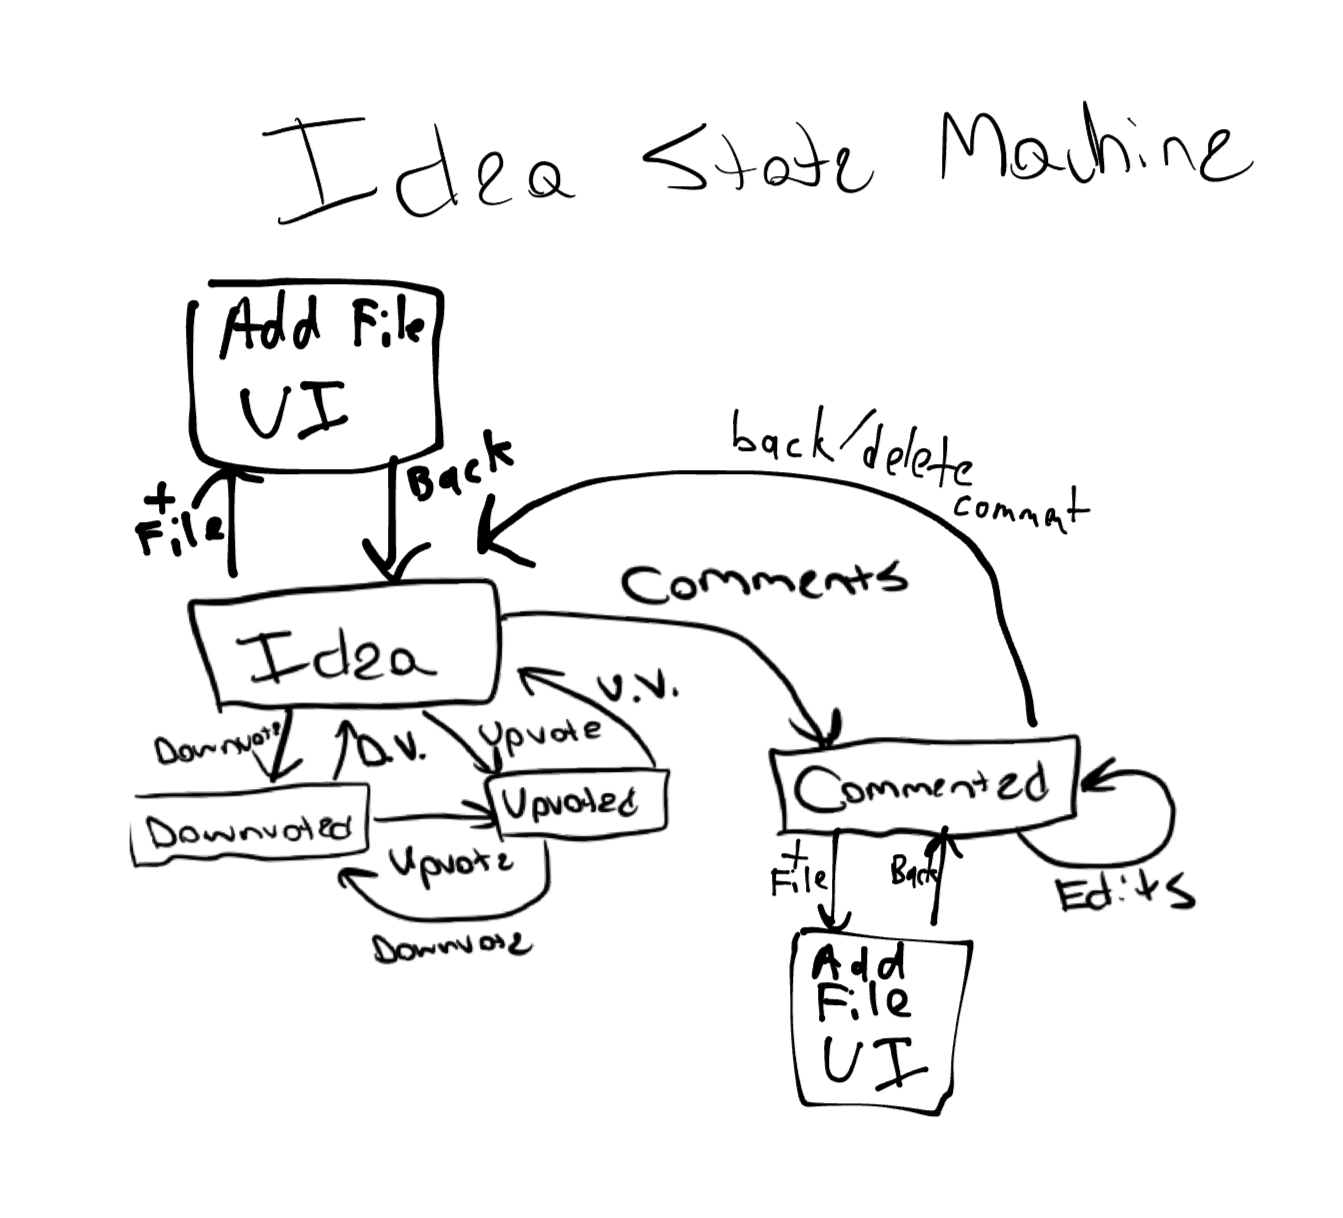 Idea State Machine
Add File
UI
+
File
Back
back/delete
comment
Comments
Idea
U.V.
Downvote
D.V.
Upvote
Downvoted
Upvoted
Upvote
Downvote
Commented
+
File
Back
Edits
Add
File
UI